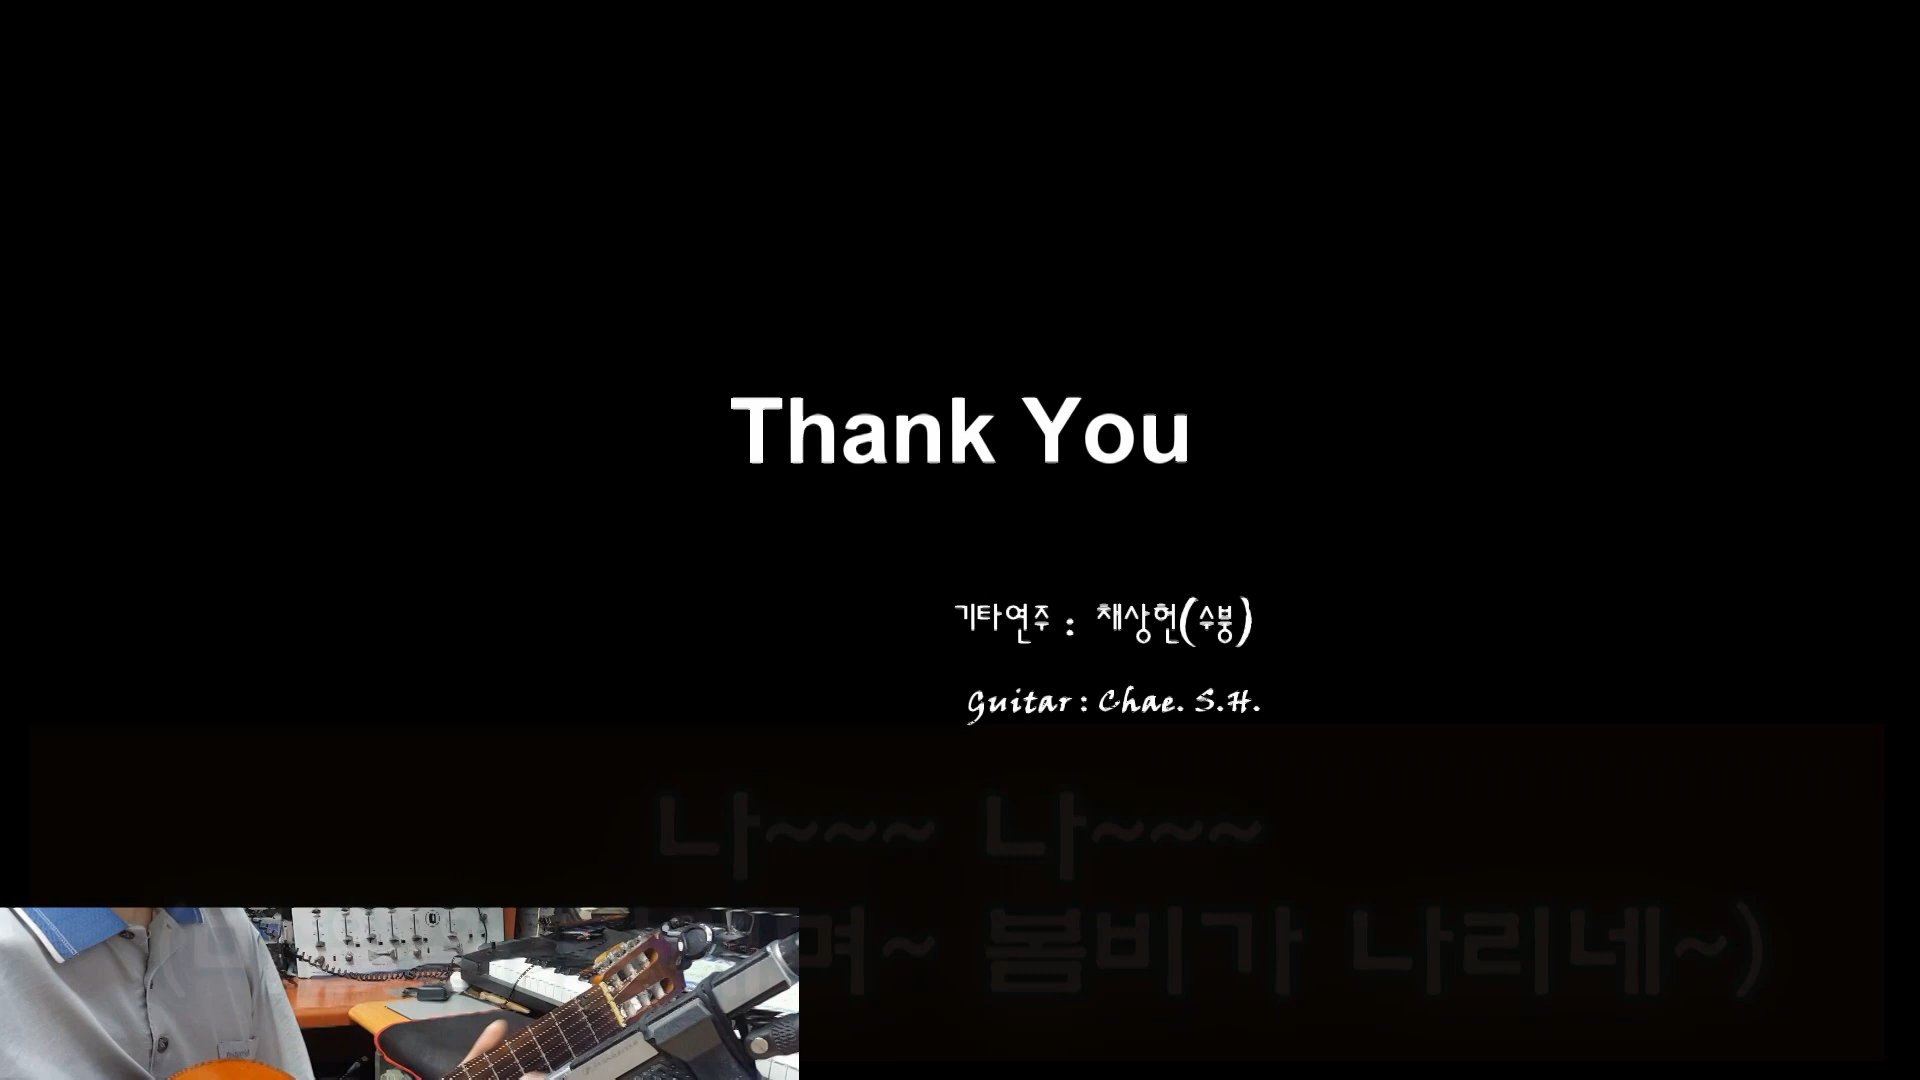 Thank You
기타연주 : 채상헌(수붕)
Guitar : Chae. S.H.
나~~~ 나~~~
봄비가 나리네~)